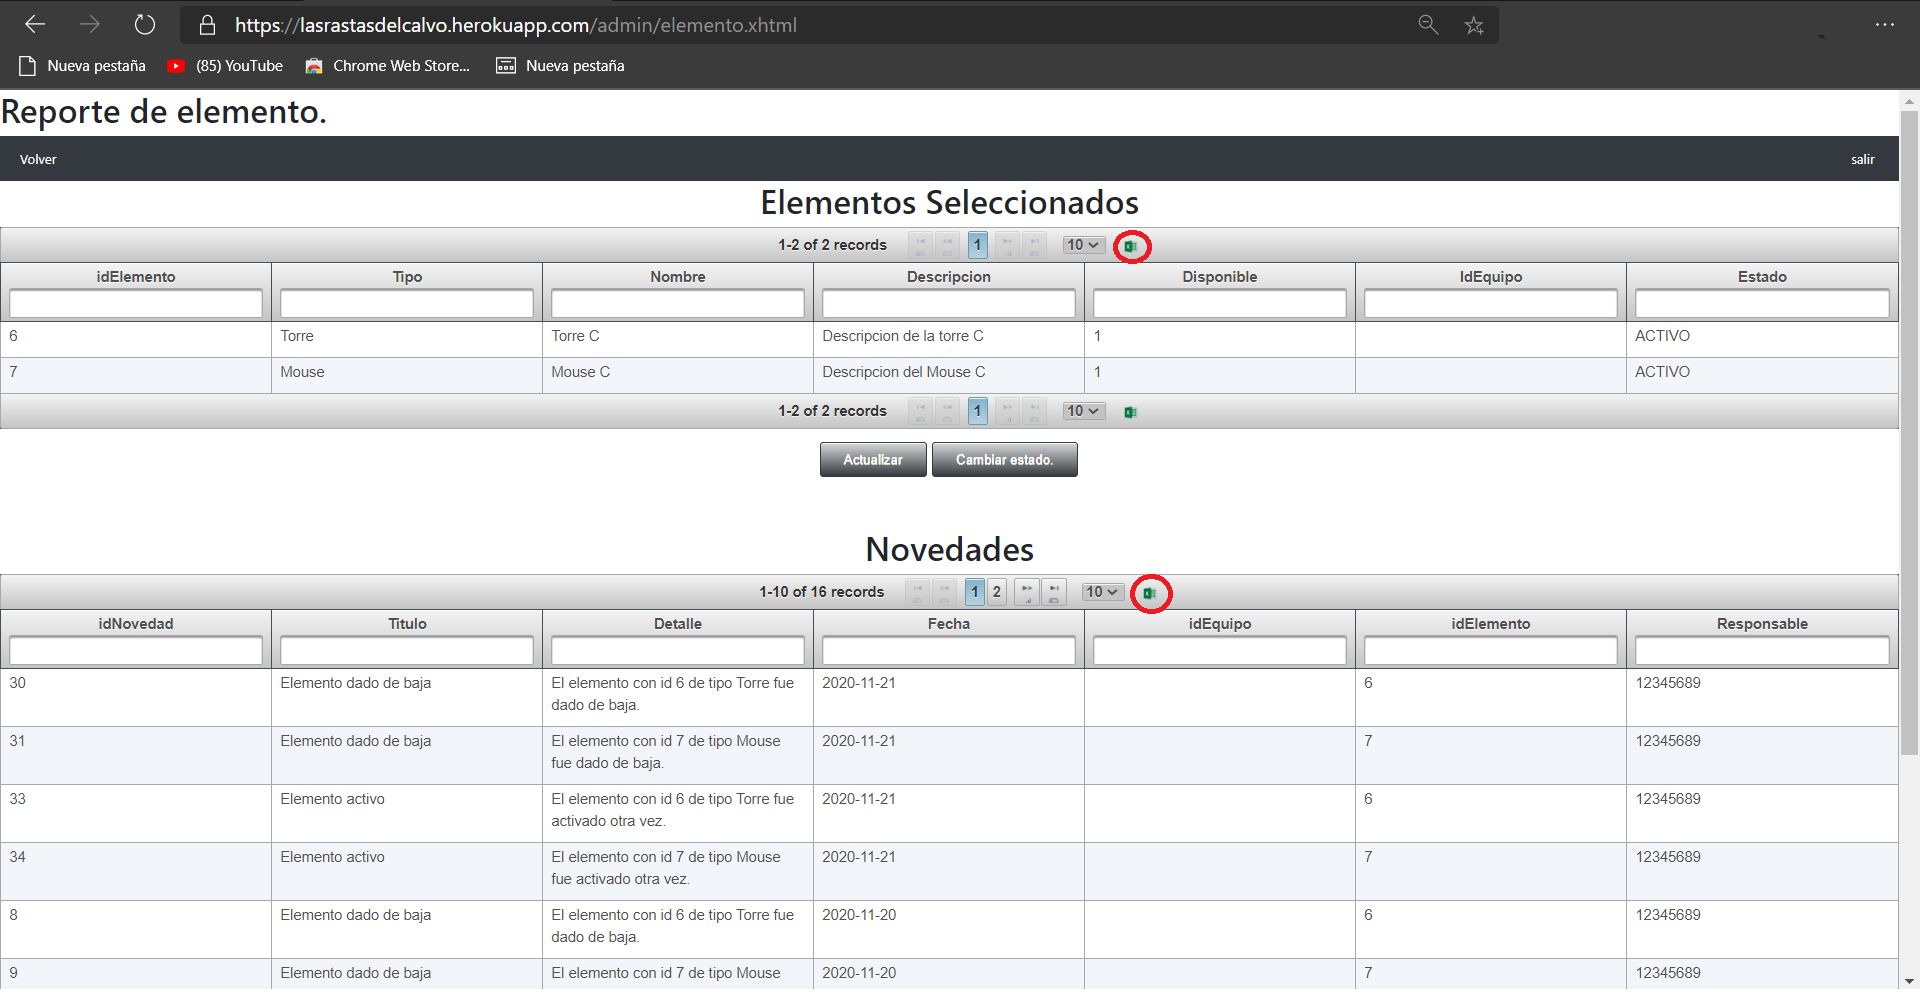 https://lasrastasdelcalvo.herokuapp.com/admin/elemento.xhtml
Nueva pestaña (85) YouTube Chrome Web Store... Nueva pestaña
Reporte de elemento.
Volver salir
Elementos Seleccionados
1-2 of 2 records 1 10
idElemento Tipo Nombre Descripcion Disponible IdEquipo Estado
6 Torre Torre C Descripcion de la torre C 1 ACTIVO
7 Mouse Mouse C Descripcion del Mouse C 1 ACTIVO
1-2 of 2 records 1 10
Actualizar Cambiar estado.
Novedades
1-10 of 16 records 1 2 10
idNovedad Titulo Detalle Fecha idEquipo idElemento Responsable
30 Elemento dado de baja El elemento con id 6 de tipo Torre fue 2020-11-21 6 12345689
dado de baja.
31 Elemento dado de baja El elemento con id 7 de tipo Mouse 2020-11-21 7 12345689
fue dado de baja.
33 Elemento activo El elemento con id 6 de tipo Torre fue 2020-11-21 6 12345689
activado otra vez.
34 Elemento activo El elemento con id 7 de tipo Mouse 2020-11-21 7 12345689
fue activado otra vez.
8 Elemento dado de baja El elemento con id 6 de tipo Torre fue 2020-11-20 6 12345689
dado de baja.
9 Elemento dado de baja El elemento con id 7 de tipo Mouse 2020-11-20 7 12345689